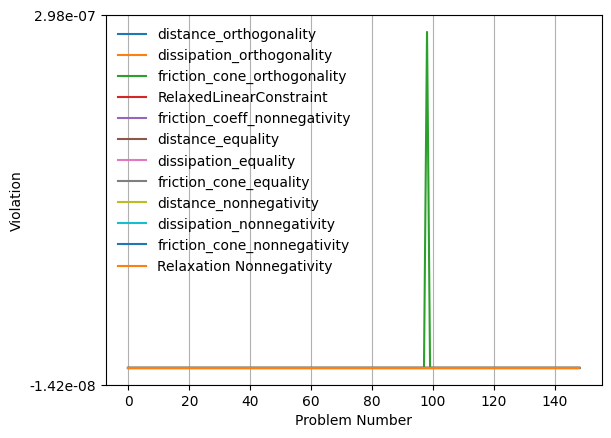 2.98e-07
distance_orthogonality
dissipation_orthogonality
friction_cone_orthogonality
RelaxedLinearConstraint
friction_coeff_nonnegativity
distance_equality
dissipation_equality
friction_cone_equality
distance_nonnegativity
dissipation_nonnegativity
friction_cone_nonnegativity
Relaxation Nonnegativity
Violation
-1.42e-08
0 20 40 60 80 100 120 140
Problem Number